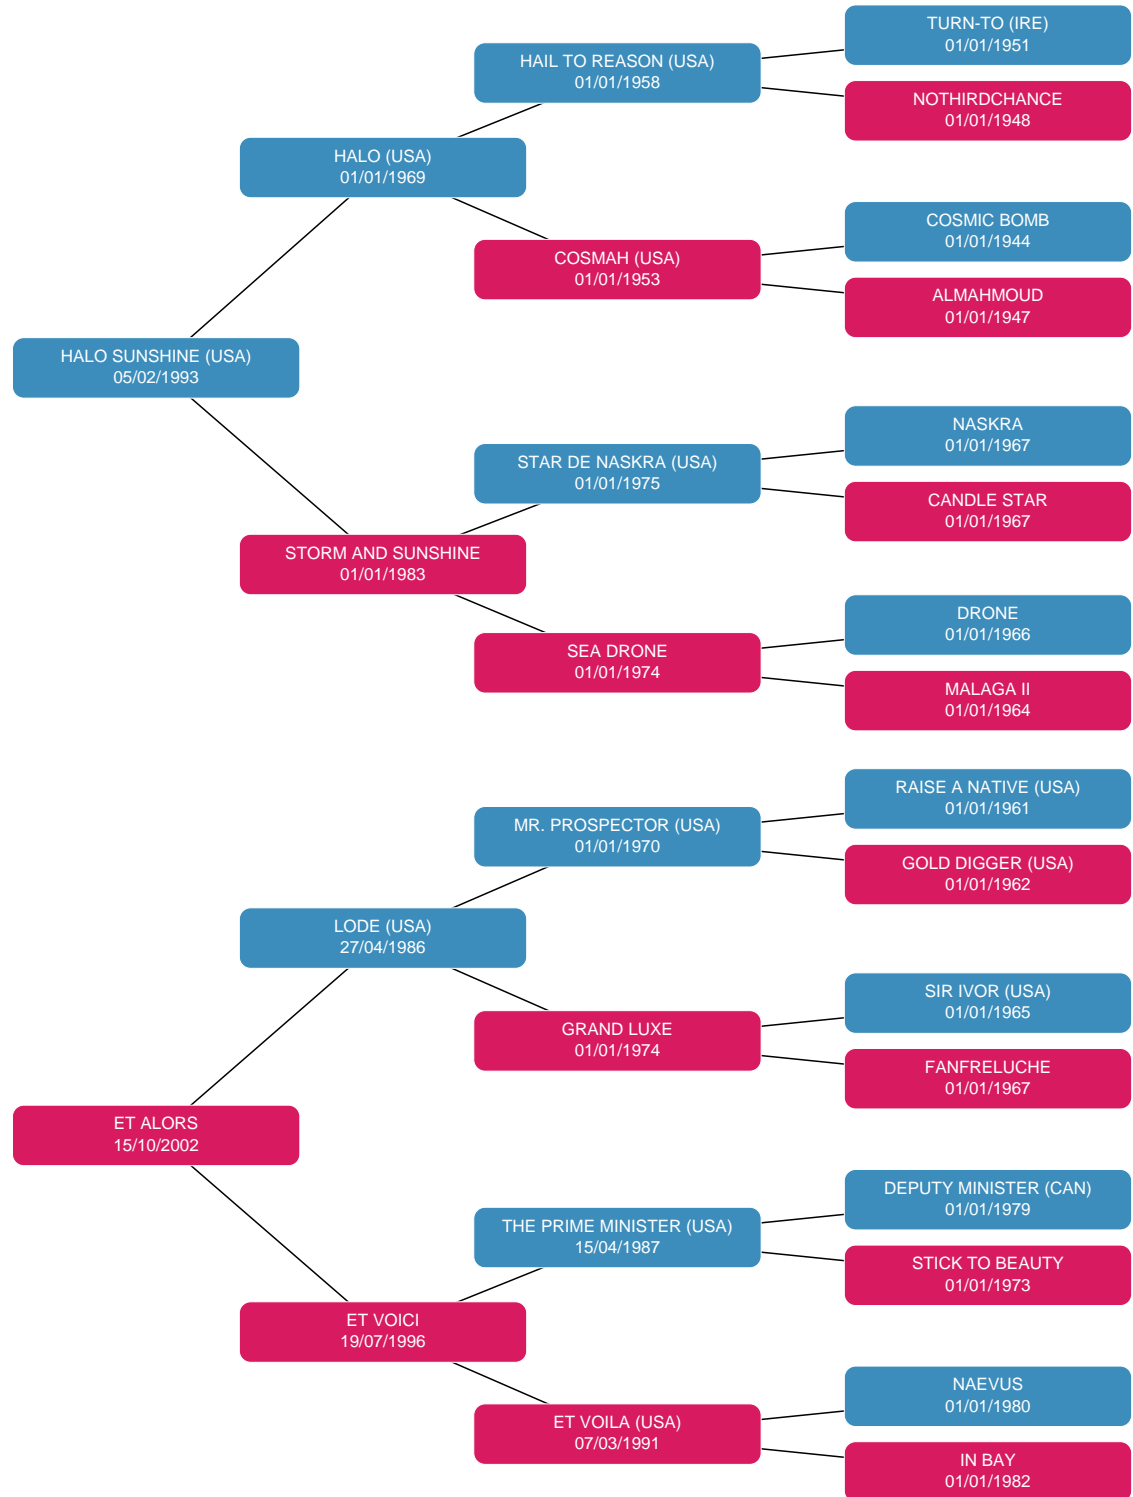 TURN-TO (IRE)
01/01/1951
HAIL TO REASON (USA)
01/01/1958
NOTHIRDCHANCE
01/01/1948
HALO (USA)
01/01/1969
COSMIC BOMB
01/01/1944
COSMAH (USA)
01/01/1953
ALMAHMOUD
01/01/1947
HALO SUNSHINE (USA)
05/02/1993
NASKRA
01/01/1967
STAR DE NASKRA (USA)
01/01/1975
CANDLE STAR
01/01/1967
STORM AND SUNSHINE
01/01/1983
DRONE
01/01/1966
SEA DRONE
01/01/1974
MALAGA II
01/01/1964
RAISE A NATIVE (USA)
01/01/1961
MR. PROSPECTOR (USA)
01/01/1970
GOLD DIGGER (USA)
01/01/1962
LODE (USA)
27/04/1986
SIR IVOR (USA)
01/01/1965
GRAND LUXE
01/01/1974
FANFRELUCHE
01/01/1967
ET ALORS
15/10/2002
DEPUTY MINISTER (CAN)
01/01/1979
THE PRIME MINISTER (USA)
15/04/1987
STICK TO BEAUTY
01/01/1973
ET VOICI
19/07/1996
NAEVUS
01/01/1980
ET VOILA (USA)
07/03/1991
IN BAY
01/01/1982